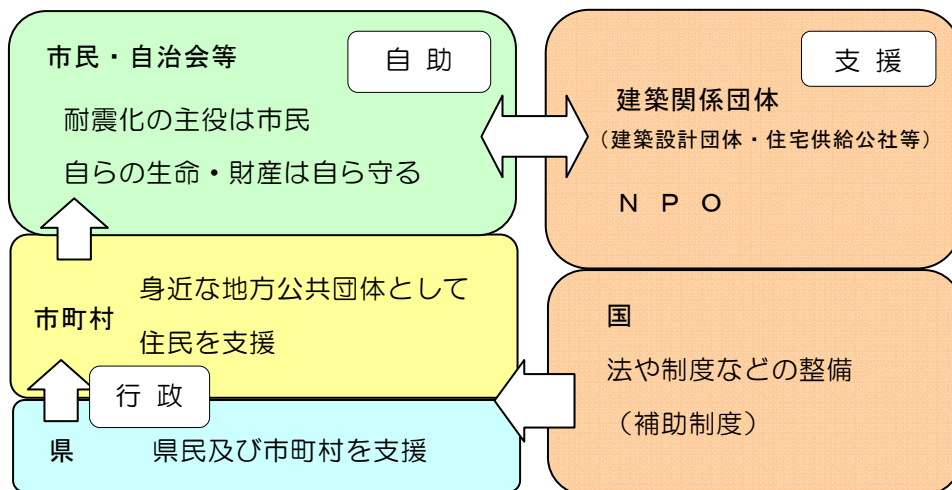 市民・自治会等
自 助
耐震化の主役は市民
自らの生命・財産は自ら守る
支 援
建築関係団体
（建築設計団体・住宅供給公社等）
Ｎ Ｐ Ｏ
市町村
身近な地方公共団体として
住民を支援
行 政
県
県民及び市町村を支援
国
法や制度などの整備
（補助制度）